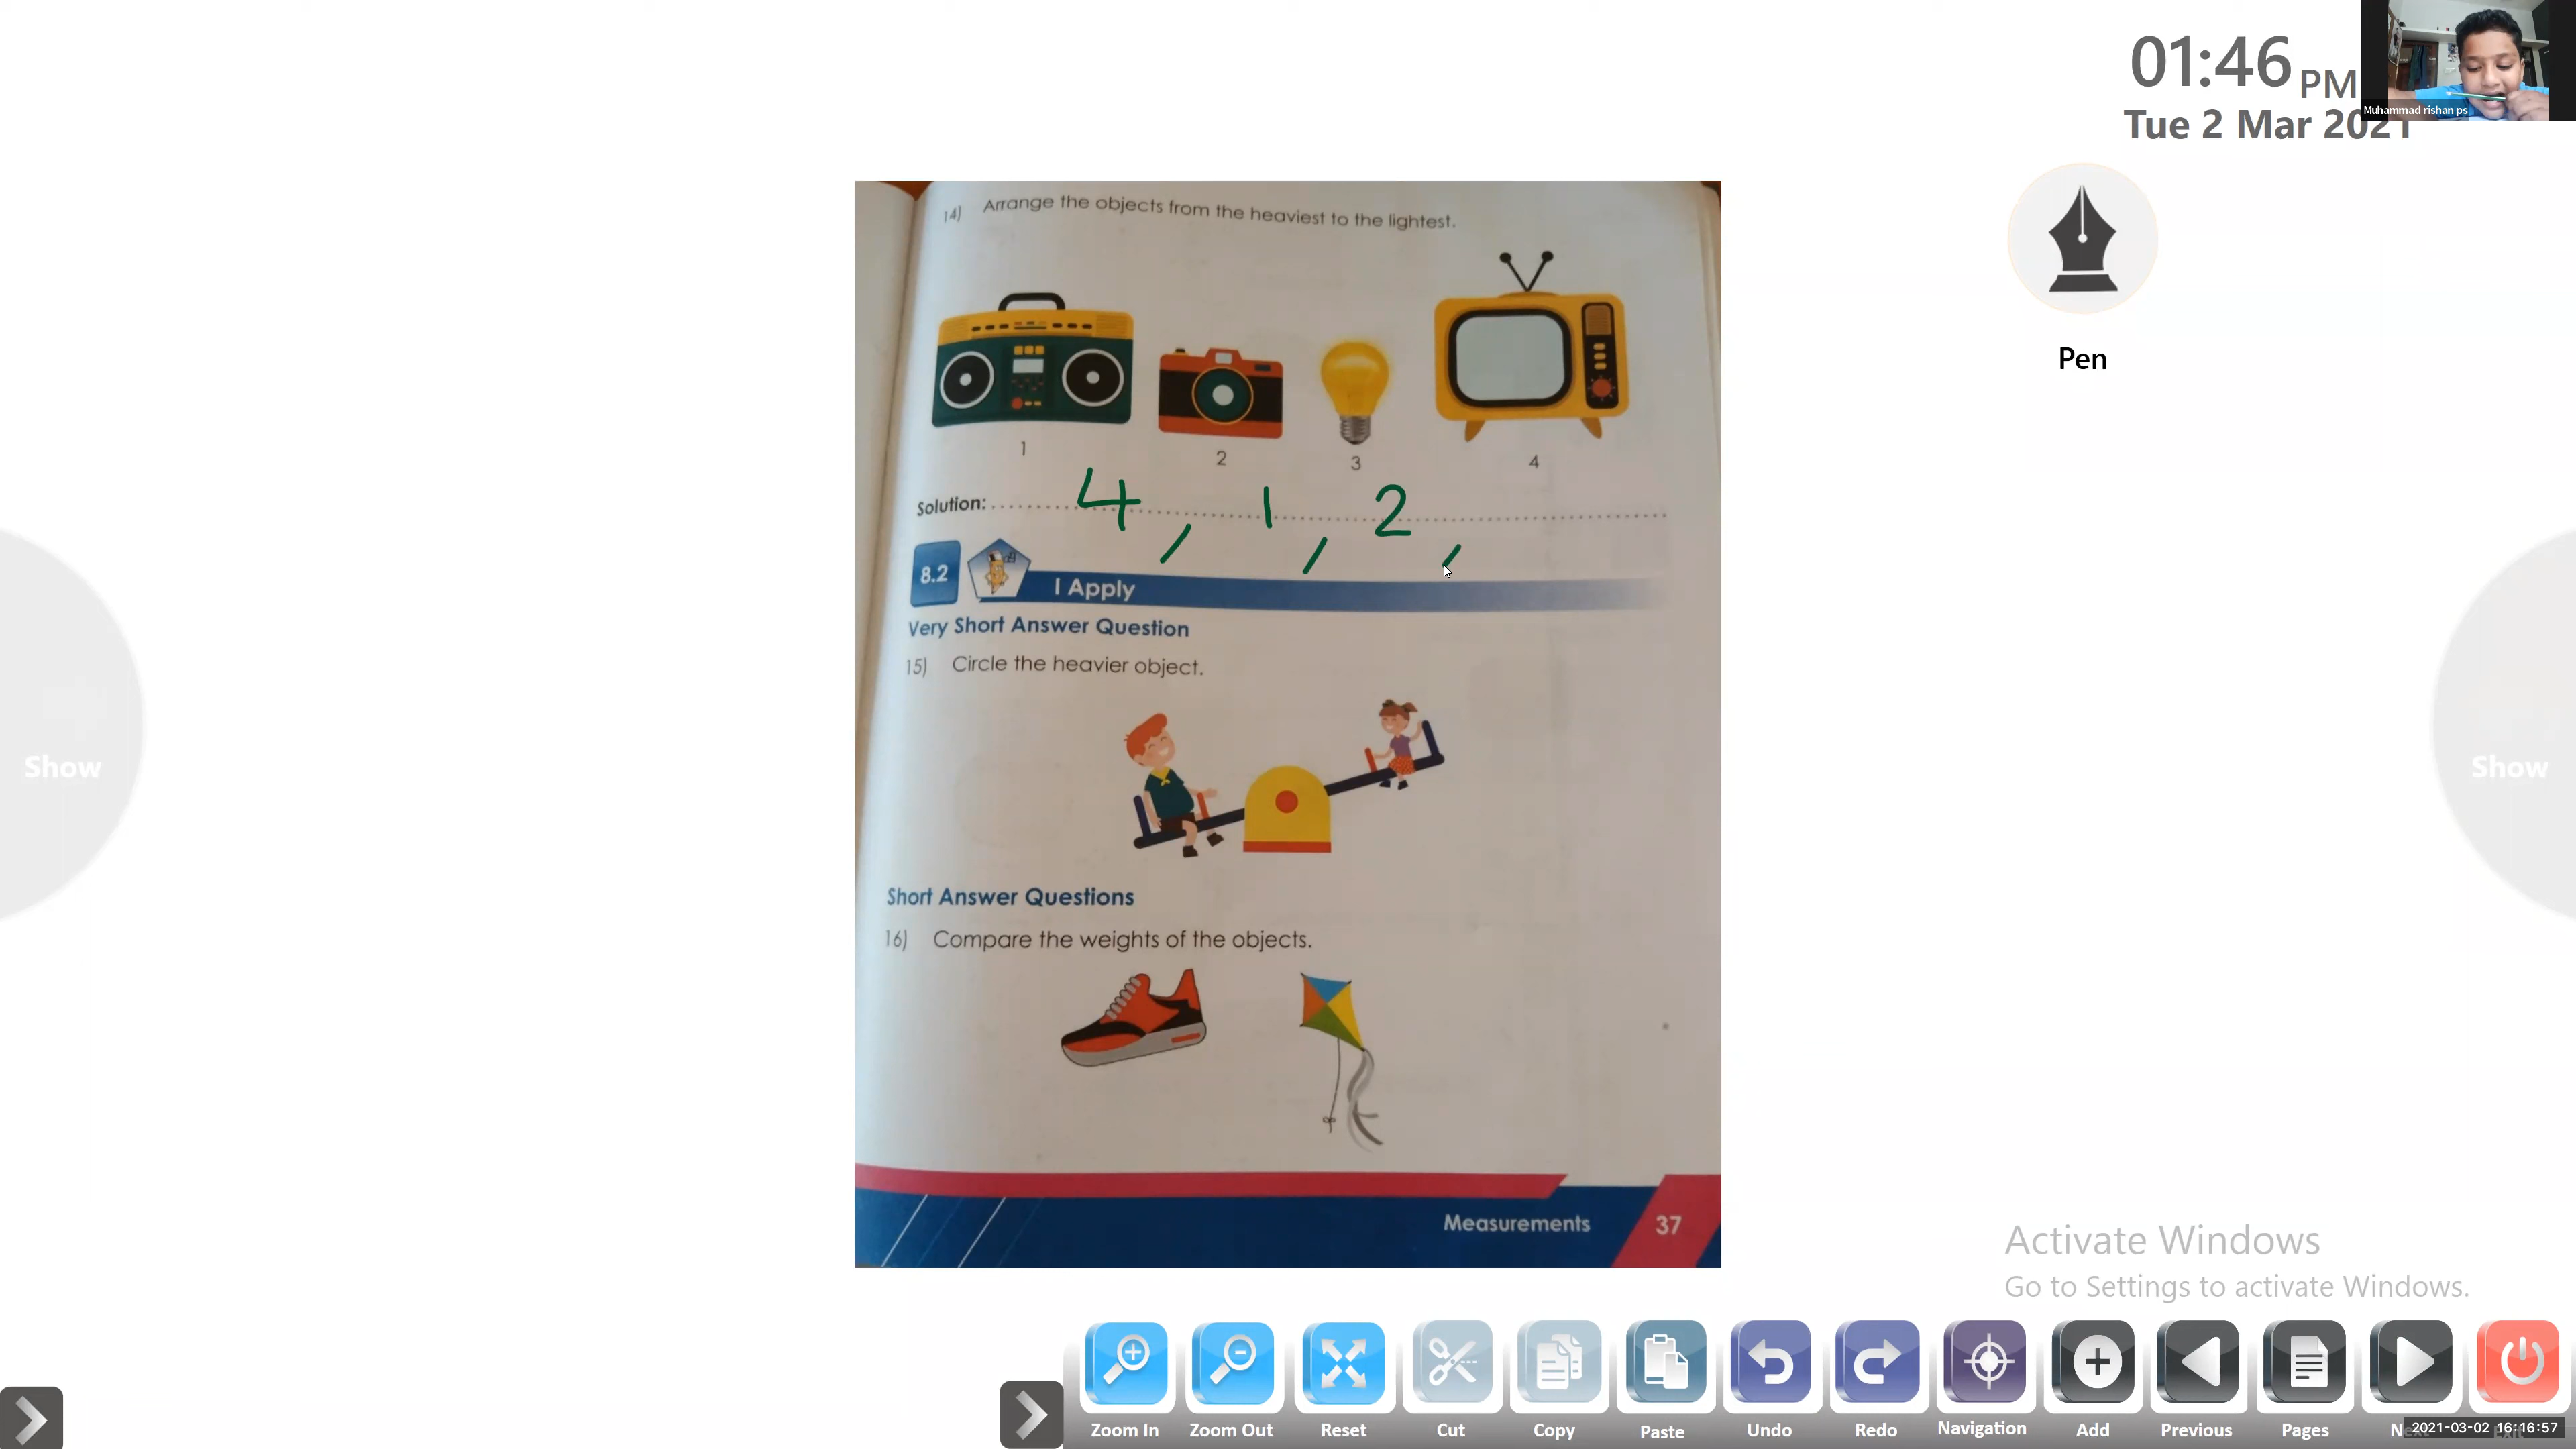 01:46 PM
Tue 2 Mar 2021
Muhammad rishan ps
Pen
14) Arrange the objects from the heaviest to the lightest.
1 2 3 4
Solution: 4, 1, 2,
8.2 I Apply
Very Short Answer Question
15) Circle the heavier object.
Short Answer Questions
16) Compare the weights of the objects.
Measurements 37
Show
Show
Activate Windows
Go to Settings to activate Windows.
Zoom In Zoom Out Reset Cut Copy Paste Undo Redo Navigation Add Previous Pages
2021-03-02 16:16:57